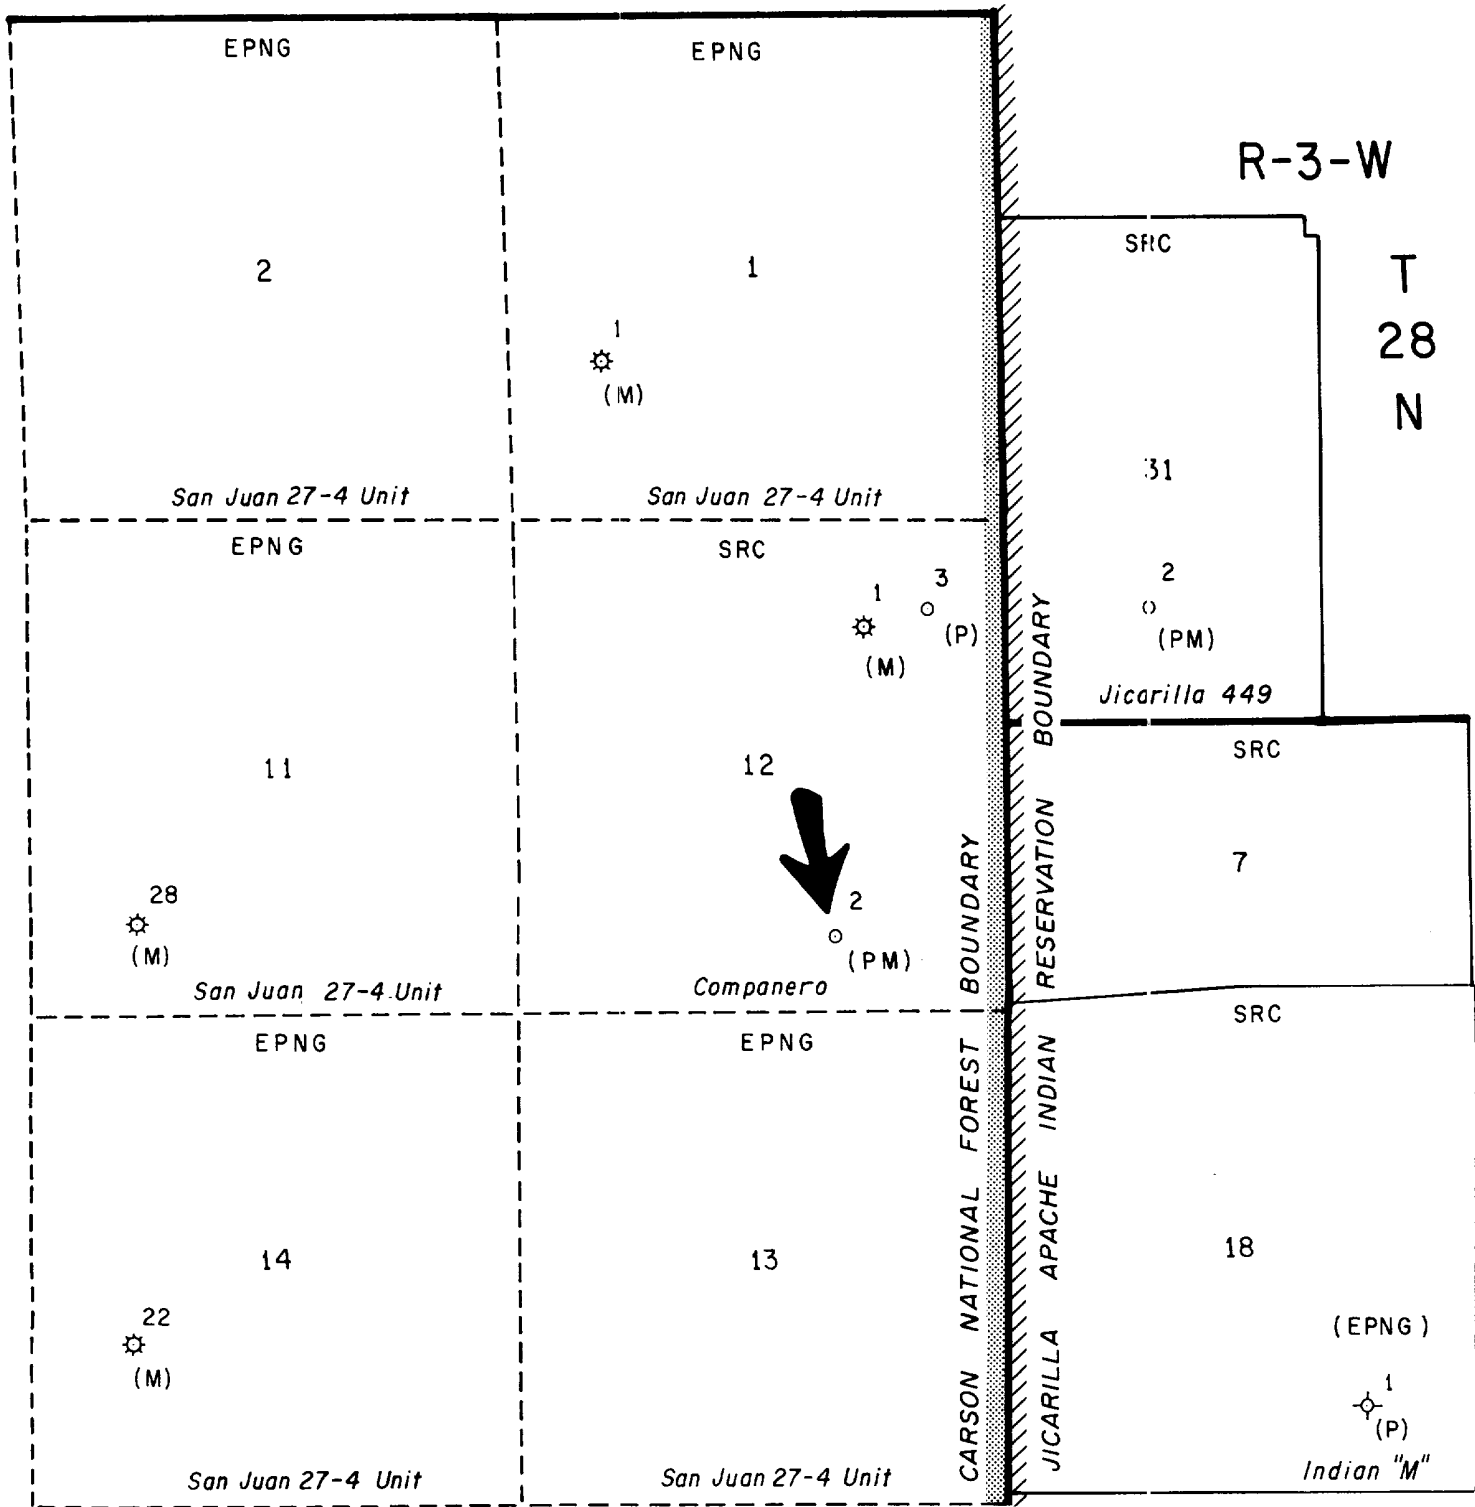 EPNG
EPNG
R-3-W
SRC
T
28
N
2
1
1
(M)
31
San Juan 27-4 Unit
San Juan 27-4 Unit
EPNG
SRC
1
(M)
3
(P)
2
(PM)
Jicarilla 449
SRC
11
12
7
28
(M)
2
(PM)
San Juan 27-4 Unit
Companero
CARSON NATIONAL FOREST BOUNDARY
JICARILLA APACHE INDIAN RESERVATION BOUNDARY
SRC
EPNG
EPNG
14
13
18
22
(M)
(EPNG)
1
(P)
San Juan 27-4 Unit
San Juan 27-4 Unit
Indian "M"